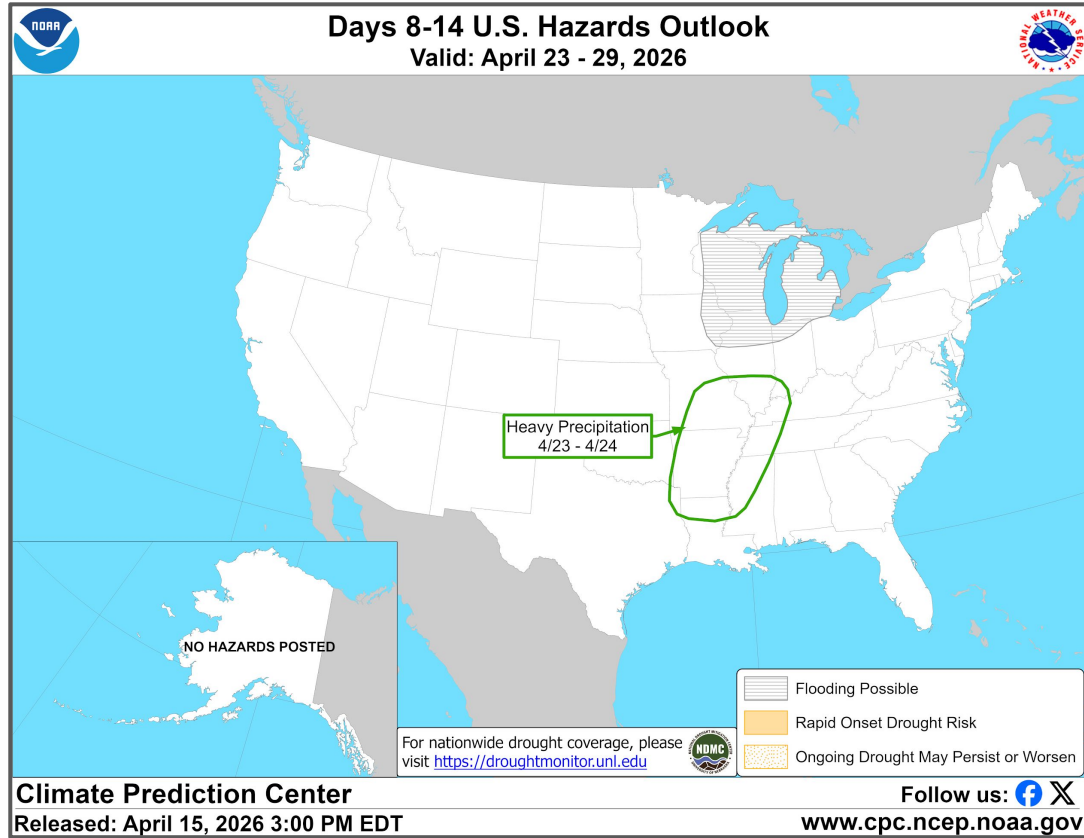 NOAA
Days 8-14 U.S. Hazards Outlook
Valid: April 23 - 29, 2026
NATIONAL WEATHER SERVICE
Heavy Precipitation
4/23 - 4/24
NO HAZARDS POSTED
For nationwide drought coverage, please
visit https://droughtmonitor.unl.edu
NDMC
Flooding Possible
Rapid Onset Drought Risk
Ongoing Drought May Persist or Worsen
Climate Prediction Center
Released: April 15, 2026 3:00 PM EDT
Follow us:
www.cpc.ncep.noaa.gov